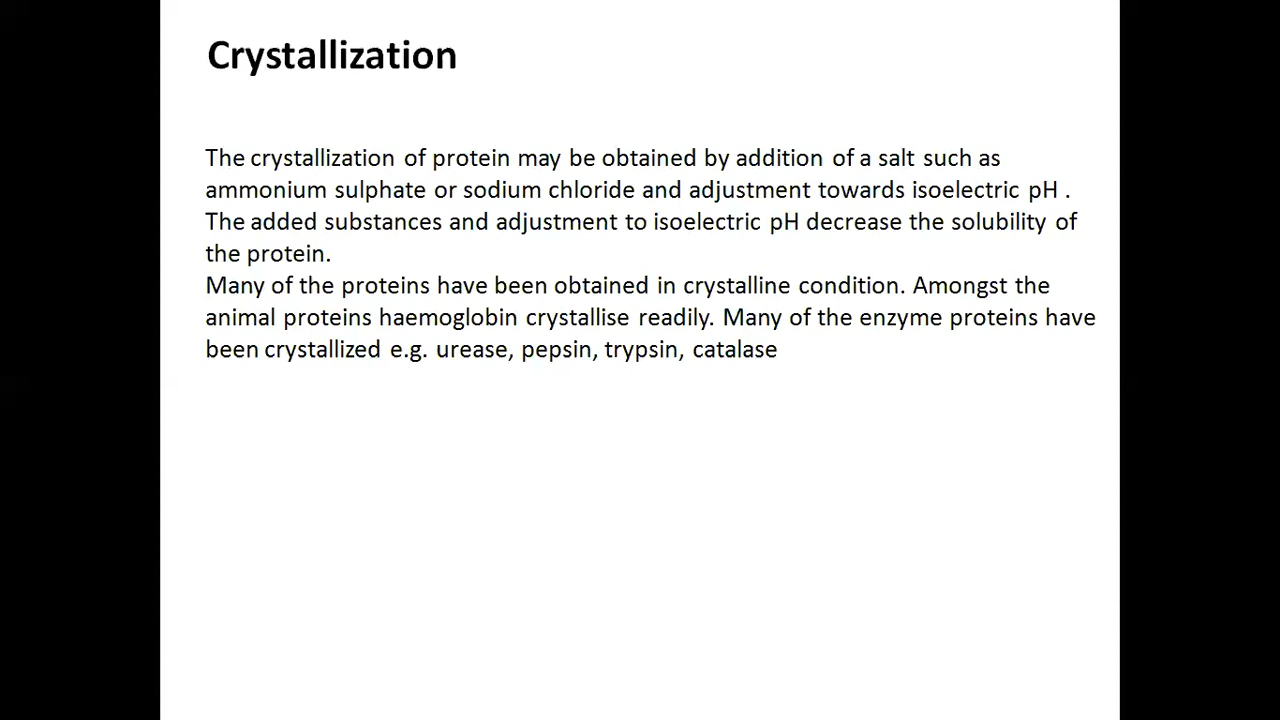 Crystallization
The crystallization of protein may be obtained by addition of a salt such as
ammonium sulphate or sodium chloride and adjustment towards isoelectric pH .
The added substances and adjustment to isoelectric pH decrease the solubility of
the protein.
Many of the proteins have been obtained in crystalline condition. Amongst the
animal proteins haemoglobin crystallise readily. Many of the enzyme proteins have
been crystallized e.g. urease, pepsin, trypsin, catalase